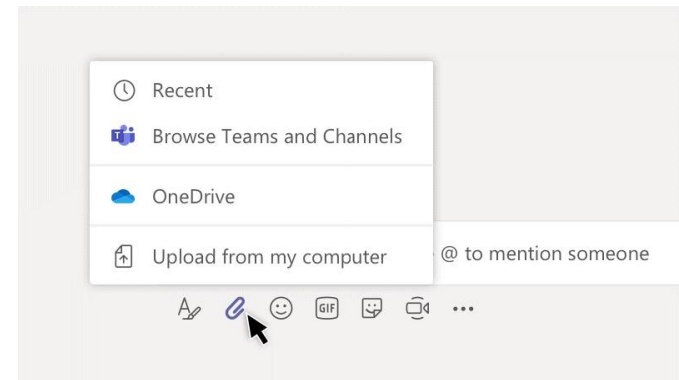 Recent
Browse Teams and Channels
OneDrive
Upload from my computer
@ to mention someone
GIF